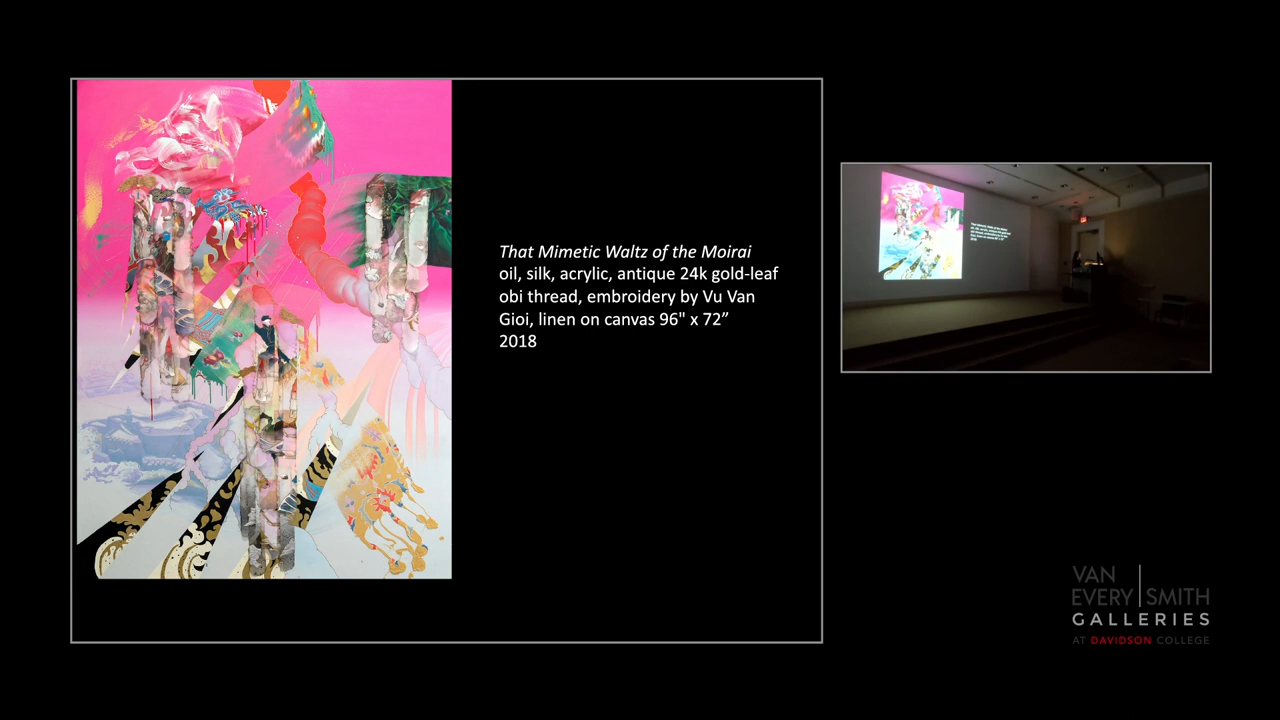 That Mimetic Waltz of the Moirai
oil, silk, acrylic, antique 24k gold-leaf
obi thread, embroidery by Vu Van
Gioi, linen on canvas 96" x 72”
2018
VAN
EVERY SMITH
GALLERIES
AT DAVIDSON COLLEGE